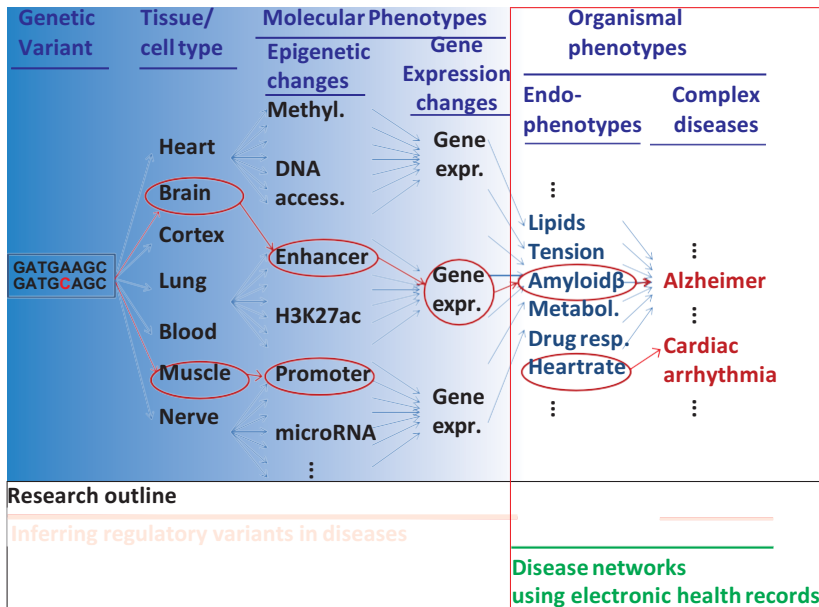 Genetic
Variant
Tissue/
cell type
Molecular Phenotypes
Epigenetic
changes
Gene
Expression
changes
Organismal
phenotypes
Endo-
phenotypes
Complex
diseases
GATGAAGC
GATGCAGC
Heart
Brain
Cortex
Lung
Blood
Muscle
Nerve
Methyl.
DNA
access.
Enhancer
H3K27ac
Promoter
microRNA
⋮
Gene
expr.
Gene
expr.
Gene
expr.
⋮
Lipids
Tension
Amyloidβ
Metabol.
Drug resp.
Heartrate
⋮
⋮
Alzheimer
⋮
Cardiac
arrhythmia
⋮
Research outline
Inferring regulatory variants in diseases
Disease networks
using electronic health records